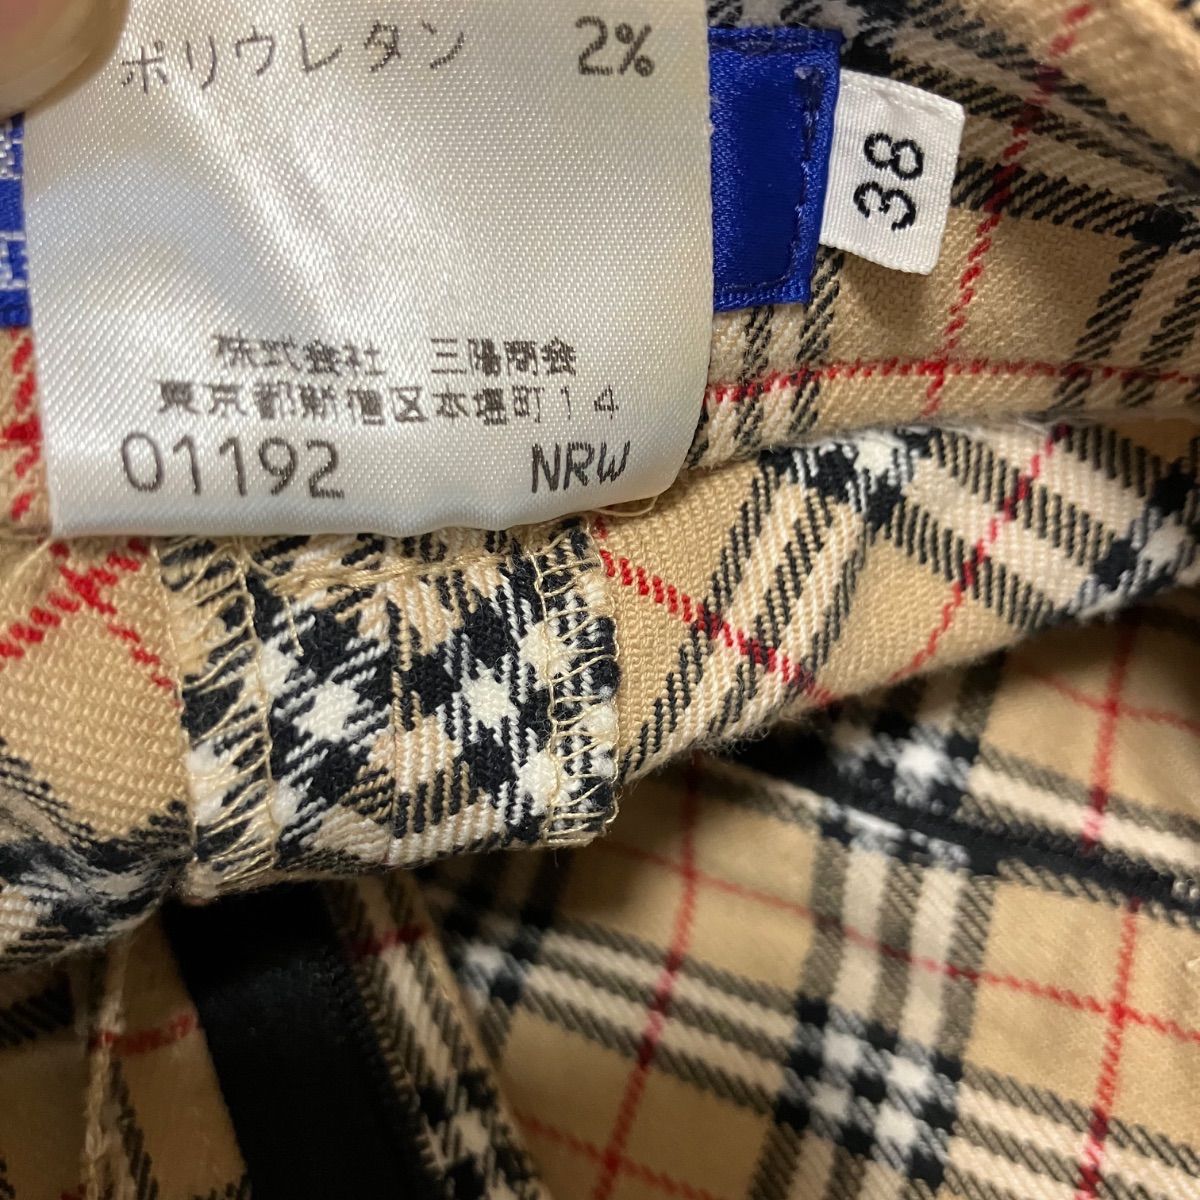 ポリウレタン 2%
38
株式会社 三陽商会
東京都新宿区本塩町14
01192 NRW